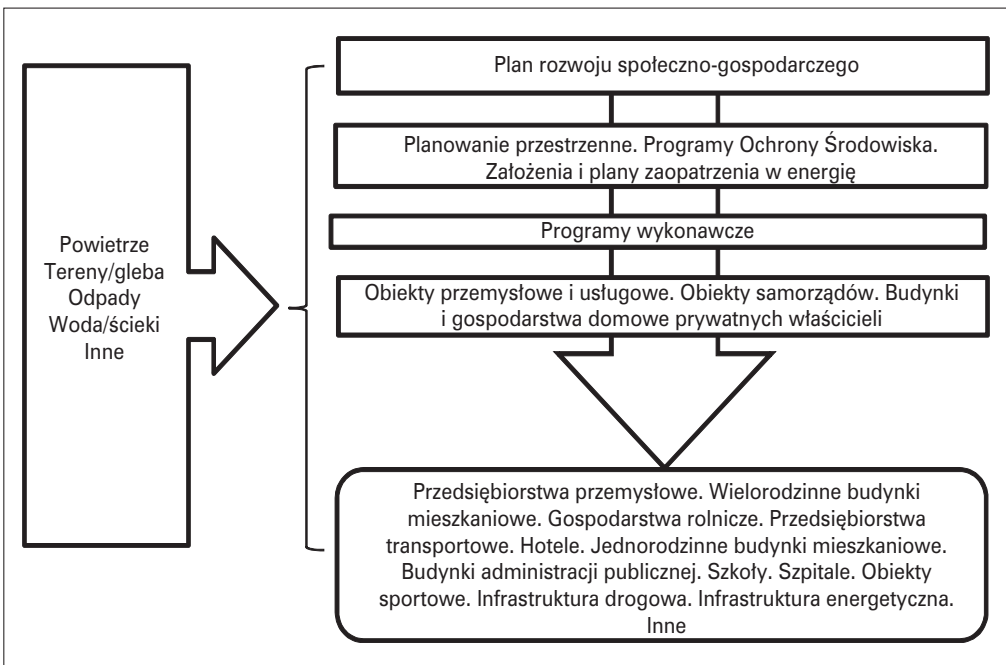 Powietrze
Tereny/gleba
Odpady
Woda/ścieki
Inne
Plan rozwoju społeczno-gospodarczego
Planowanie przestrzenne. Programy Ochrony Środowiska.
Założenia i plany zaopatrzenia w energię
Programy wykonawcze
Obiekty przemysłowe i usługowe. Obiekty samorządów. Budynki
i gospodarstwa domowe prywatnych właścicieli
Przedsiębiorstwa przemysłowe. Wielorodzinne budynki
mieszkaniowe. Gospodarstwa rolnicze. Przedsiębiorstwa
transportowe. Hotele. Jednorodzinne budynki mieszkaniowe.
Budynki administracji publicznej. Szkoły. Szpitale. Obiekty
sportowe. Infrastruktura drogowa. Infrastruktura energetyczna.
Inne